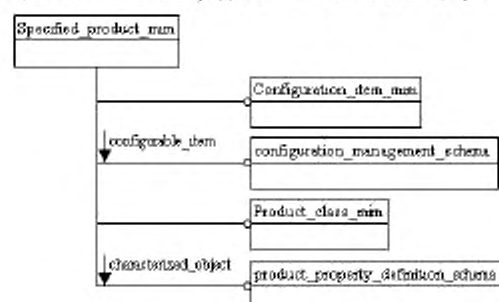 Specified_product_mim
Configuration_item_mim
configurable_item
configuration_management_schema
Product_class_mim
characterized_object
product_property_definition_schema